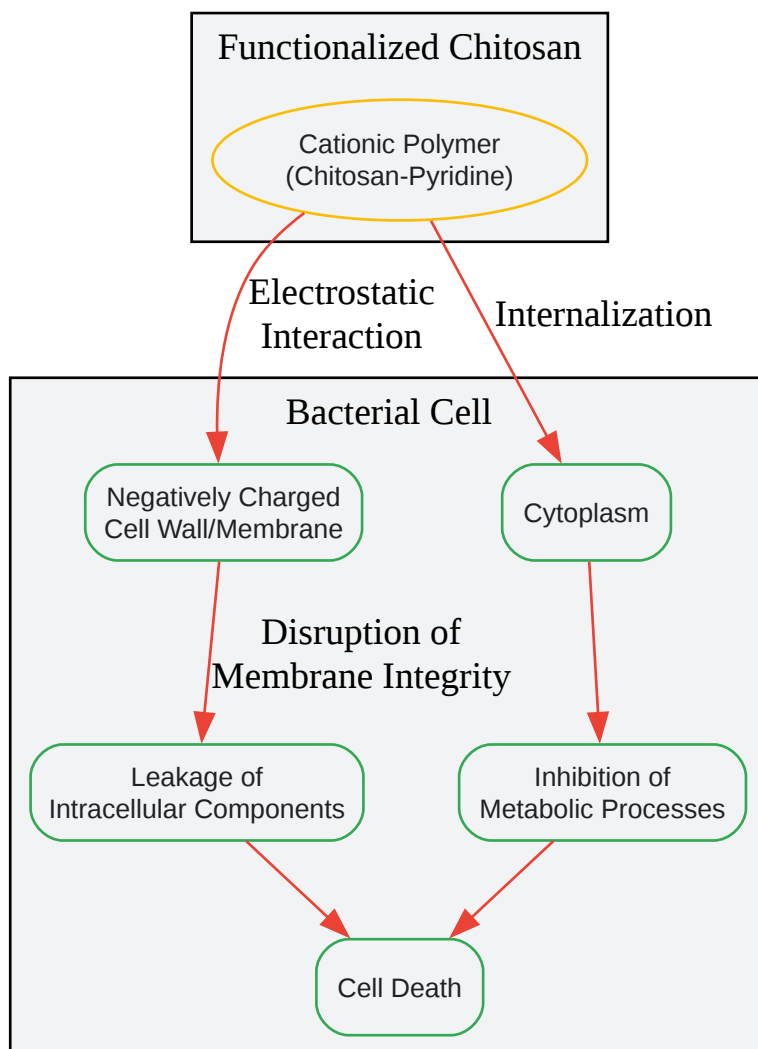 Functionalized Chitosan
Cationic Polymer
(Chitosan-Pyridine)
Electrostatic
Interaction
Internalization
Bacterial Cell
Negatively Charged
Cell Wall/Membrane
Cytoplasm
Disruption of
Membrane Integrity
Leakage of
Intracellular Components
Inhibition of
Metabolic Processes
Cell Death